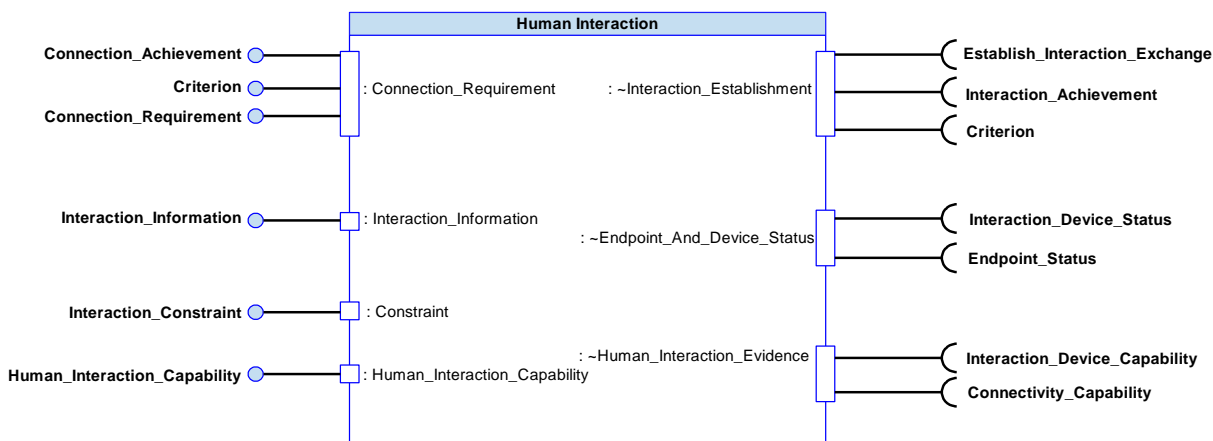 Human Interaction
Connection_Achievement
Criterion
Connection_Requirement
: Connection_Requirement
: ~Interaction_Establishment
Establish_Interaction_Exchange
Interaction_Achievement
Criterion
Interaction_Information
: Interaction_Information
: ~Endpoint_And_Device_Status
Interaction_Device_Status
Endpoint_Status
Interaction_Constraint
: Constraint
Human_Interaction_Capability
: Human_Interaction_Capability
: ~Human_Interaction_Evidence
Interaction_Device_Capability
Connectivity_Capability